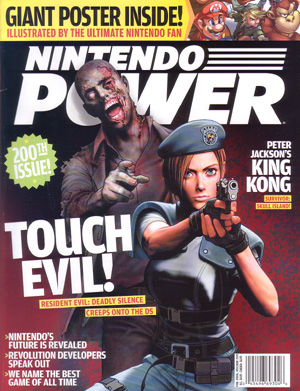 GIANT POSTER INSIDE!
ILLUSTRATED BY THE ULTIMATE NINTENDO FAN
NINTENDO
POWER
200TH
ISSUE!
PETER
JACKSON'S
KING
KONG
SURVIVOR:
SKULL ISLAND!
TOUCH
EVIL!
RESIDENT EVIL: DEADLY SILENCE
CREEPS ONTO THE DS
>NINTENDO'S
FUTURE IS REVEALED
>REVOLUTION DEVELOPERS
SPEAK OUT
>WE NAME THE BEST
GAME OF ALL TIME